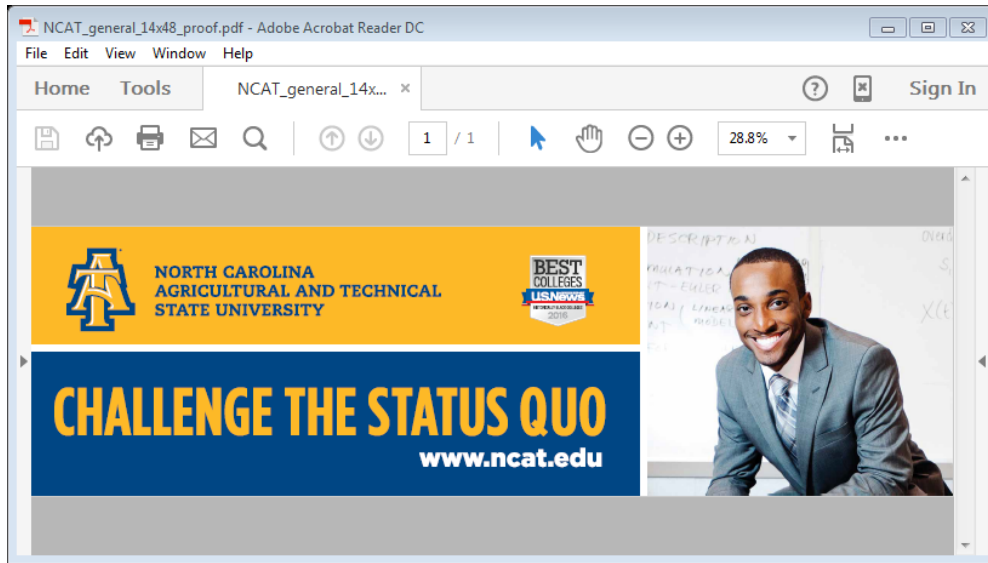 NCAT_general_14x48_proof.pdf - Adobe Acrobat Reader DC
File Edit View Window Help
Home Tools NCAT_general_14x... × ? Sign In
1 / 1 28.8%
NORTH CAROLINA
AGRICULTURAL AND TECHNICAL
STATE UNIVERSITY
BEST
COLLEGES
U.S.News
2016
CHALLENGE THE STATUS QUO
www.ncat.edu
DESCRIPTION